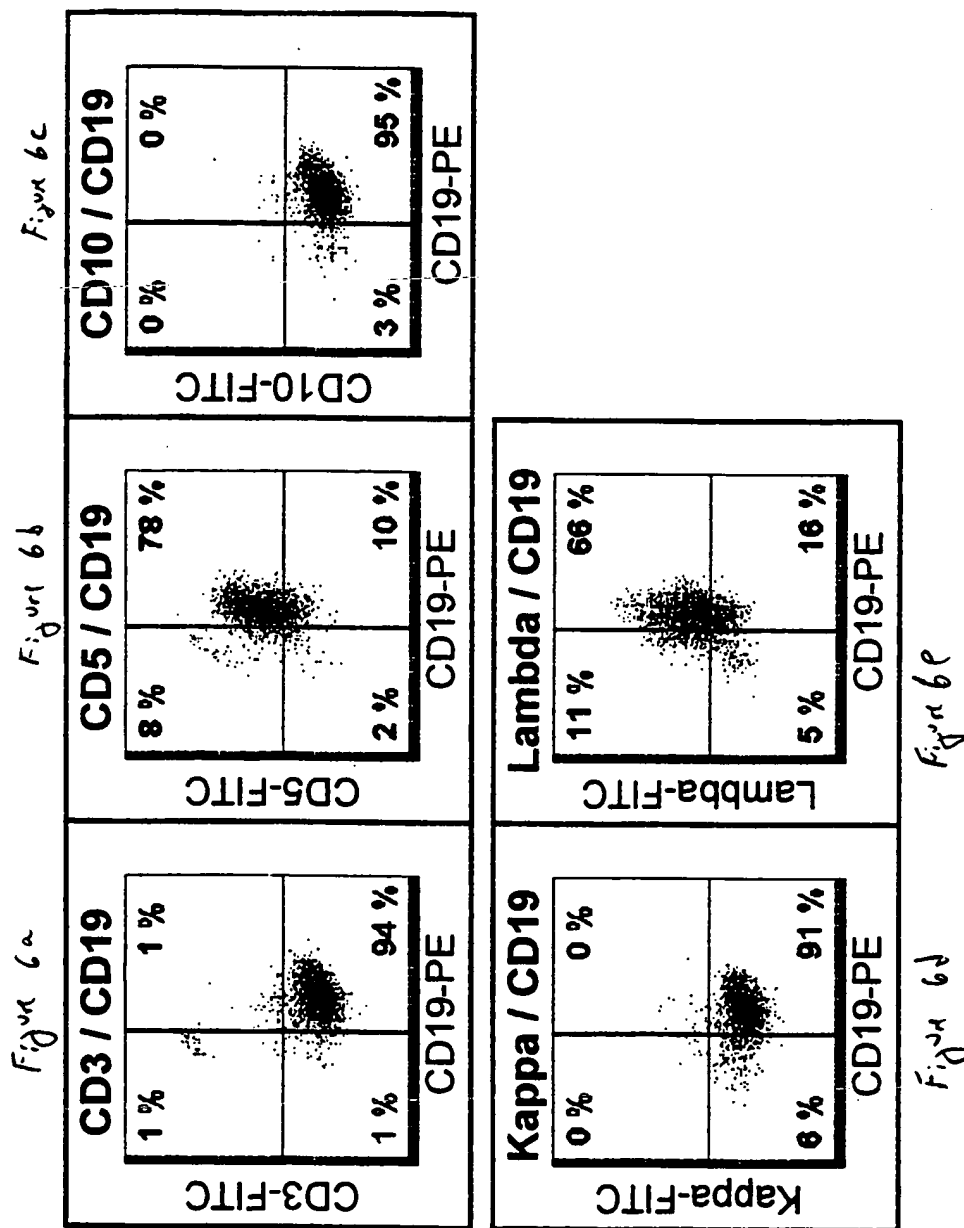 Figure 6a
CD3 / CD19
1 %
1 %
CD3-FITC
1 %
94 %
CD19-PE
Figure 6b
CD5 / CD19
8 %
78 %
CD5-FITC
2 %
10 %
CD19-PE
Figure 6c
CD10 / CD19
0 %
0 %
CD10-FITC
3 %
95 %
CD19-PE
Kappa / CD19
0 %
0 %
Kappa-FITC
6 %
91 %
CD19-PE
Figure 6d
Lambda / CD19
11 %
66 %
Lambba-FITC
5 %
16 %
CD19-PE
Figure 6e